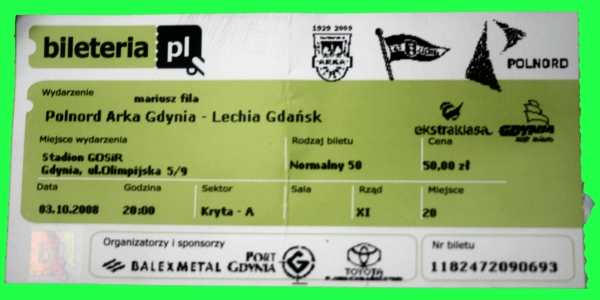 bileteria pl
1929 2009
ARKA
POLNORD
Wydarzenie
mariusz fila
Polnord Arka Gdynia - Lechia Gdańsk
ekstraklasa GDYNIA
Miejsce wydarzenia Rodzaj biletu Cena
Stadion GOSiR
Gdynia, ul.Olimpijska 5/9 Normalny 50 50,00 zł
Data Godzina Sektor Sala Rząd Miejsce
03.10.2008 20:00 Kryta - A XI 20
Organizatorzy i sponsorzy Nr biletu
BALEXMETAL PORT GDYNIA TOYOTA 1182472090693